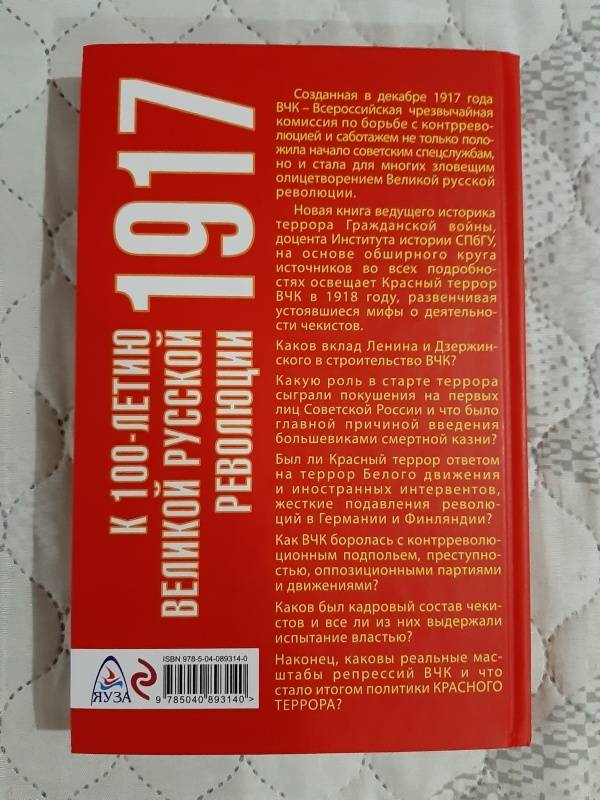 К 100-ЛЕТИЮ
ВЕЛИКОЙ РУССКОЙ
РЕВОЛЮЦИИ
1917
Созданная в декабре 1917 года
ВЧК – Всероссийская чрезвычайная
комиссия по борьбе с контррево-
люцией и саботажем не только поло-
жила начало советским спецслужбам,
но и стала для многих зловещим
олицетворением Великой русской
революции.
Новая книга ведущего историка
террора Гражданской войны,
доцента Института истории СПбГУ,
на основе обширного круга
источников во всех подробно-
стях освещает Красный террор
ВЧК в 1918 году, развенчивая
устоявшиеся мифы о деятельно-
сти чекистов.
Каков вклад Ленина и Дзержин-
ского в строительство ВЧК?
Какую роль в старте террора
сыграли покушения на первых
лиц Советской России и что было
главной причиной введения
большевиками смертной казни?
Был ли Красный террор ответом
на террор Белого движения
и иностранных интервентов,
жесткие подавления револю-
ций в Германии и Финляндии?
Как ВЧК боролась с контрреволю-
ционным подпольем, преступно-
стью, оппозиционными партиями
и движениями?
Каков был кадровый состав чеки-
стов и все ли из них выдержали
испытание властью?
Наконец, каковы реальные мас-
штабы репрессий ВЧК и что
стало итогом политики КРАСНОГО
ТЕРРОРА?
ЯУЗА
ISBN 978-5-04-089314-0
9 785040 893140 >